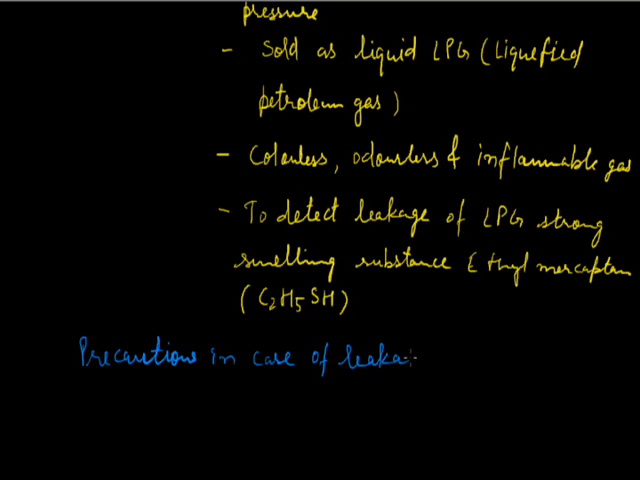 pressure
- Sold as liquid LPG (Liquefied
petroleum gas)
- Colourless, odourless & inflammable gas
- To detect leakage of LPG strong
smelling substance Ethyl mercaptan
(C2H5SH)
Precautions in case of leaka